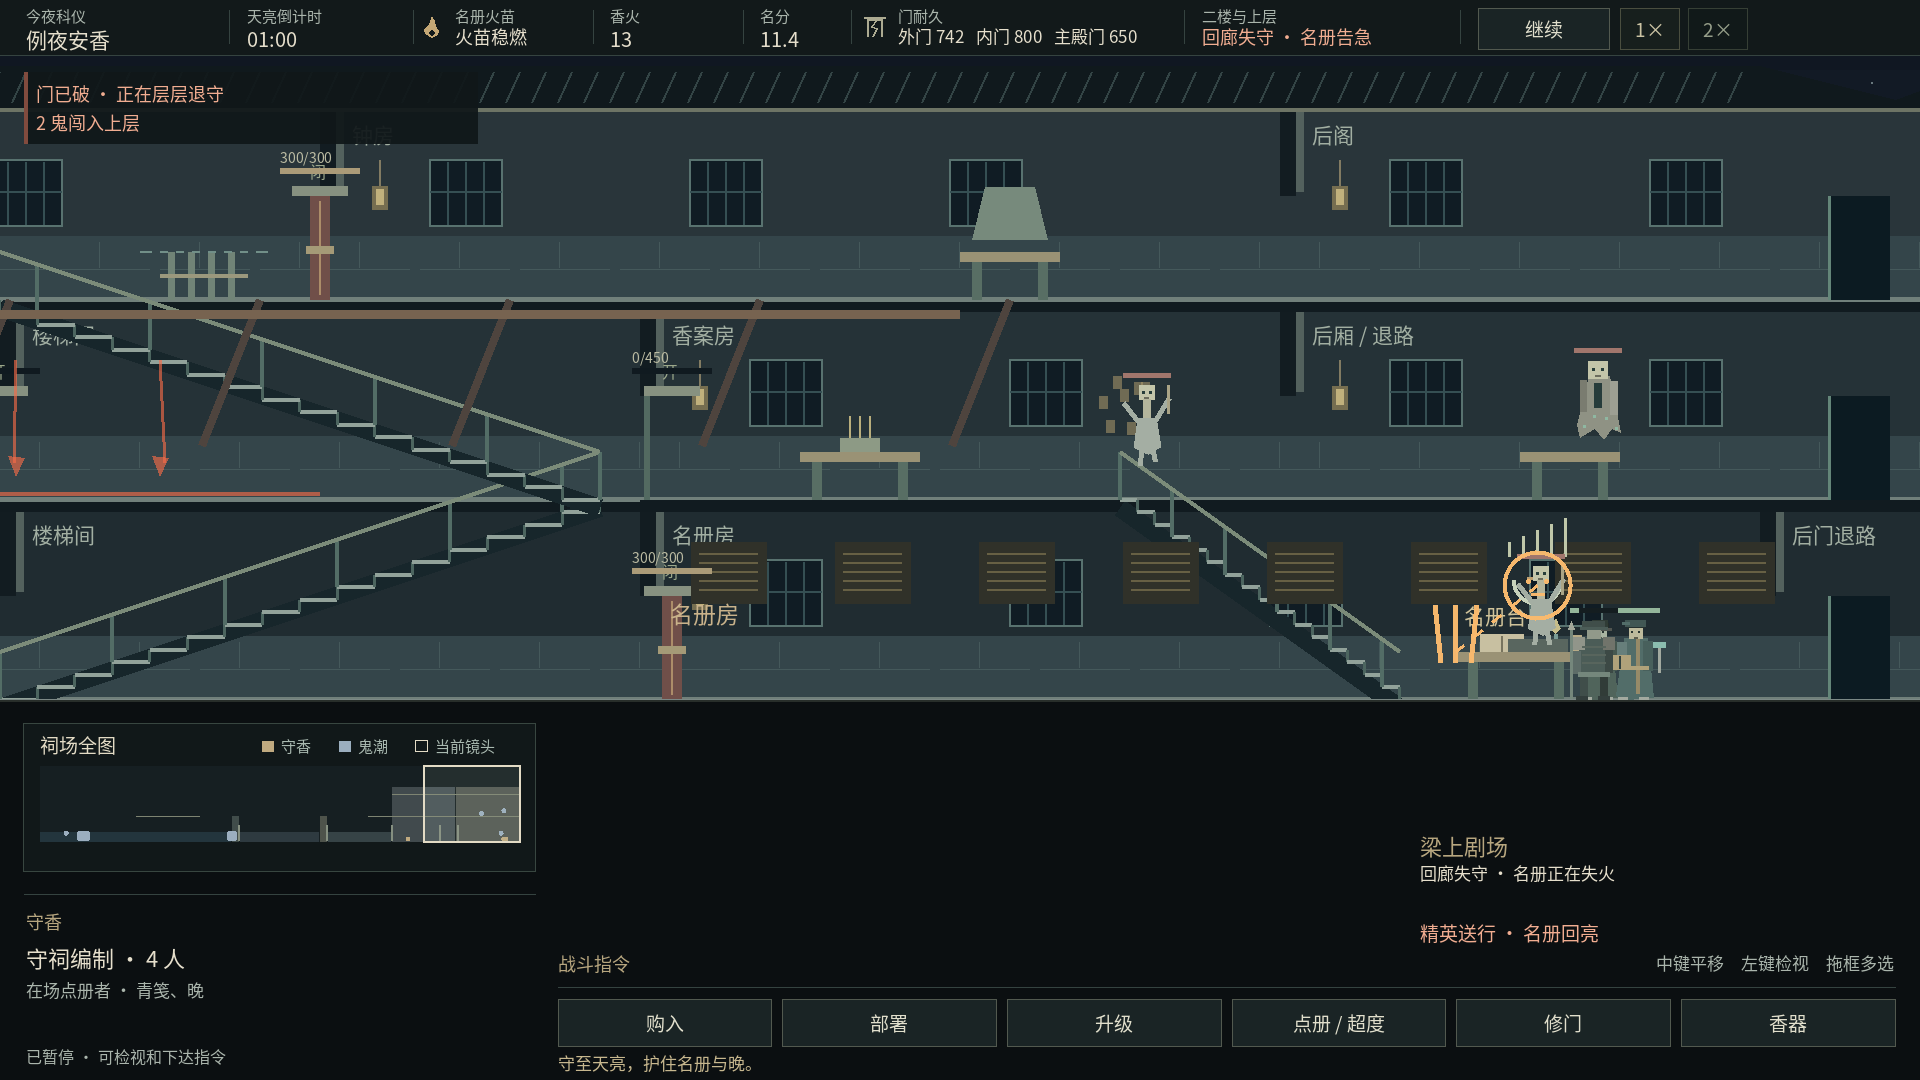 今夜科仪
例夜安香
天亮倒计时
01:00
名册火苗
火苗稳燃
香火
13
名分
11.4
门耐久
外门 742 内门 800 主殿门 650
二楼与上层
回廊失守 · 名册告急
继续
1×
2×
门已破 · 正在层层退守
2 鬼闯入上层
钟房
后阁
300/300
闭
香案房
后厢 / 退路
0/450
开
楼梯间
名册房
后门退路
300/300
闭
名册房
名册台
祠场全图
守香
鬼潮
当前镜头
守香
守祠编制 · 4 人
在场点册者 · 青笺、晚
已暂停 · 可检视和下达指令
梁上剧场
回廊失守 · 名册正在失火
精英送行 · 名册回亮
战斗指令
中键平移 左键检视 拖框多选
购入
部署
升级
点册 / 超度
修门
香器
守至天亮，护住名册与晚。